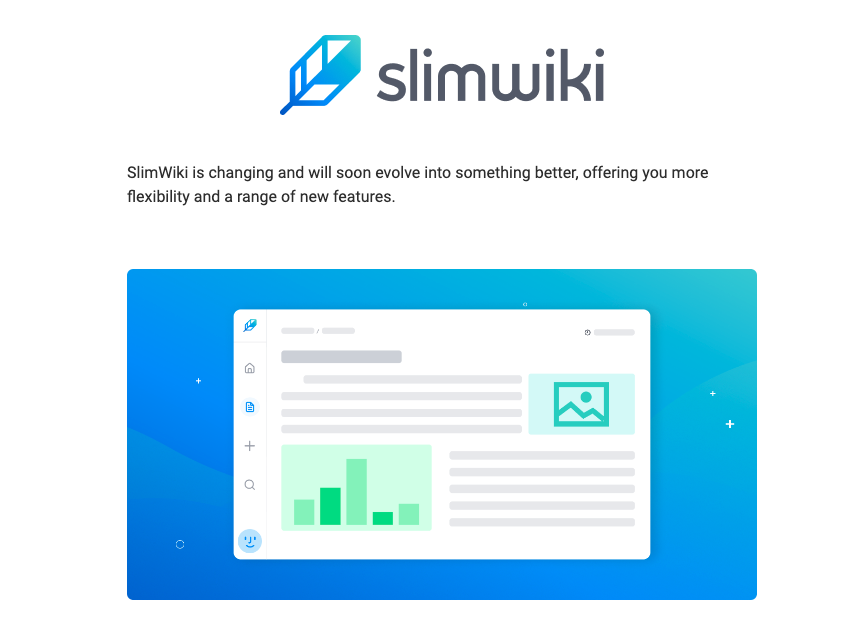 slimwiki
SlimWiki is changing and will soon evolve into something better, offering you more
flexibility and a range of new features.
/